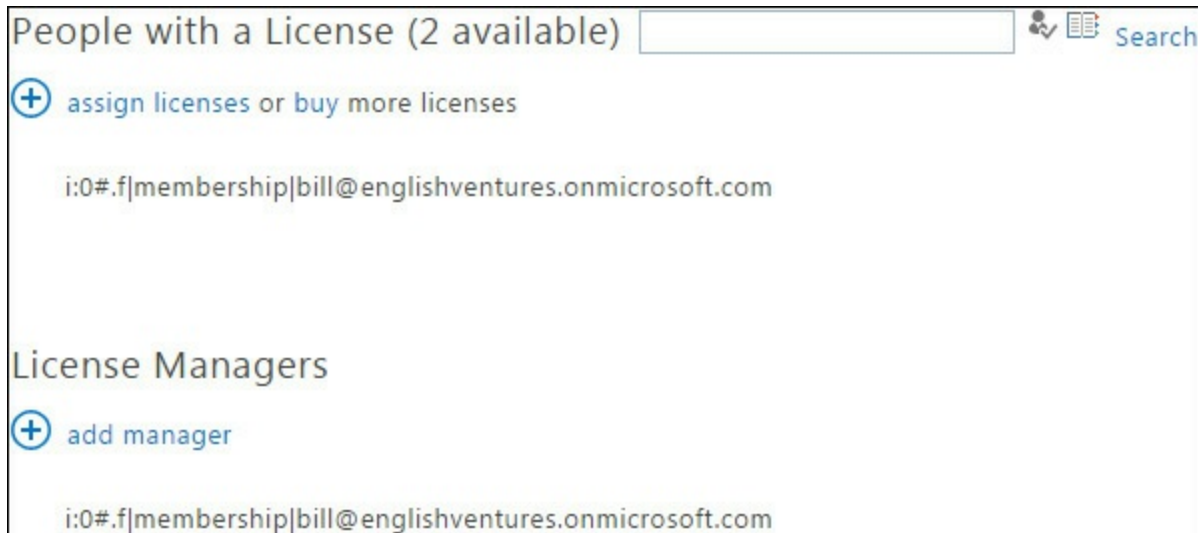 People with a License (2 available) Search
assign licenses or buy more licenses
i:0#.f|membership|bill@englishventures.onmicrosoft.com
License Managers
add manager
i:0#.f|membership|bill@englishventures.onmicrosoft.com